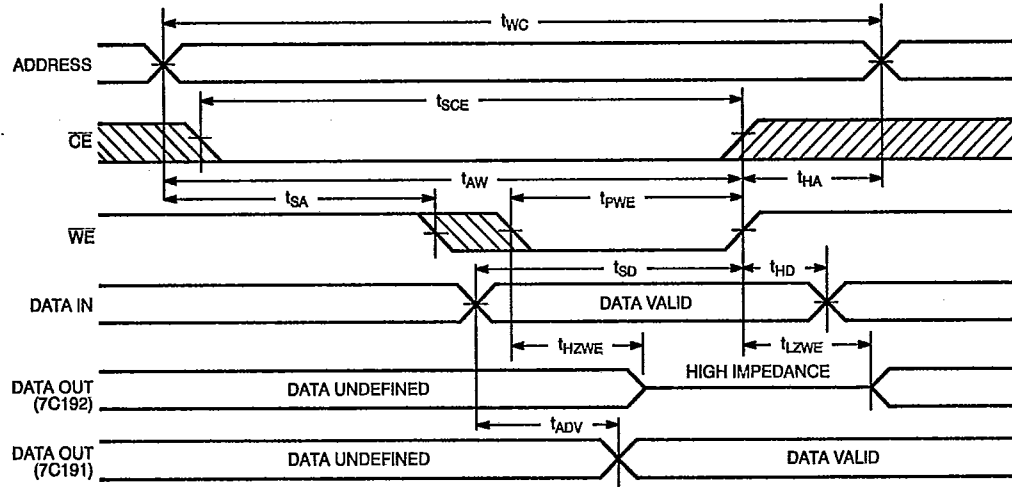 tWC
ADDRESS
tSCE
CE
tAW
tHA
tSA
tPWE
WE
tSD
tHD
DATA IN
DATA VALID
tHZWE
tLZWE
HIGH IMPEDANCE
DATA OUT
(7C192)
DATA UNDEFINED
tADV
DATA OUT
(7C191)
DATA UNDEFINED
DATA VALID